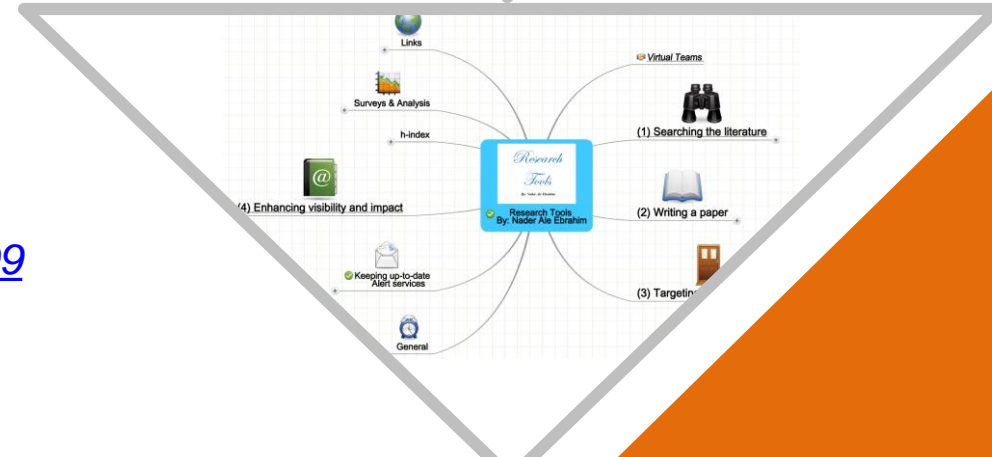 Links
Virtual Teams
Surveys & Analysis
(1) Searching the literature
h-index
Research
Tools
(4) Enhancing visibility and impact
Research Tools
By: Nader Ale Ebrahim
(2) Writing a paper
Keeping up-to-date
Alert services
(3) Targeting
General